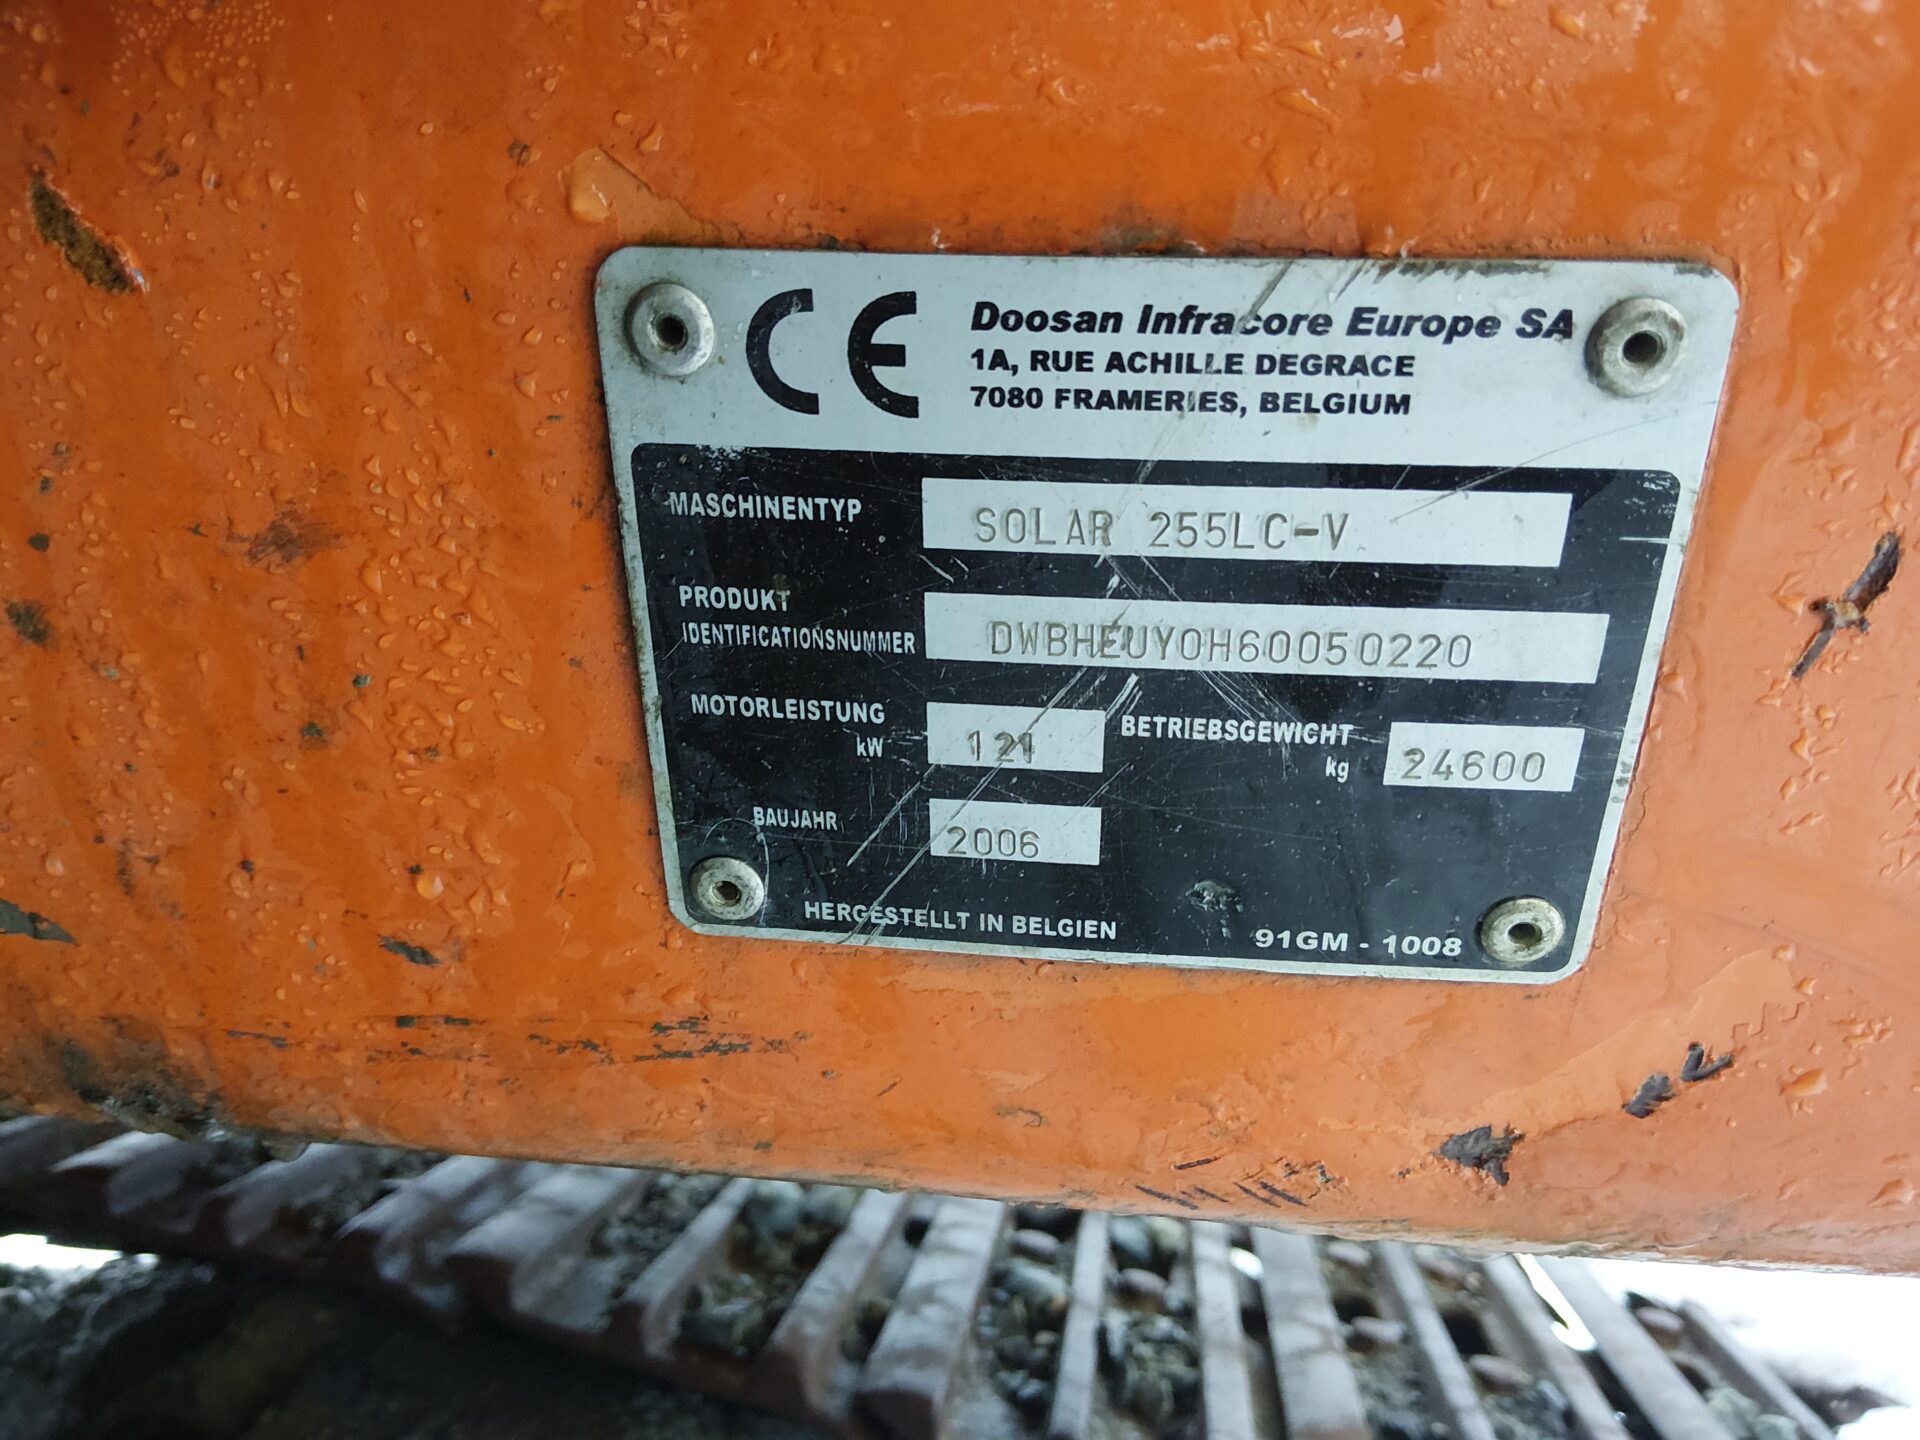 CE
Doosan Infracore Europe SA
1A, RUE ACHILLE DEGRACE
7080 FRAMERIES, BELGIUM
MASCHINENTYP SOLAR 255LC-V
PRODUKT
IDENTIFICATIONSNUMMER DWBHEUY0H60050220
MOTORLEISTUNG
kW 121
BETRIEBSGEWICHT
kg 24600
BAUJAHR 2006
HERGESTELLT IN BELGIEN
91GM - 1008